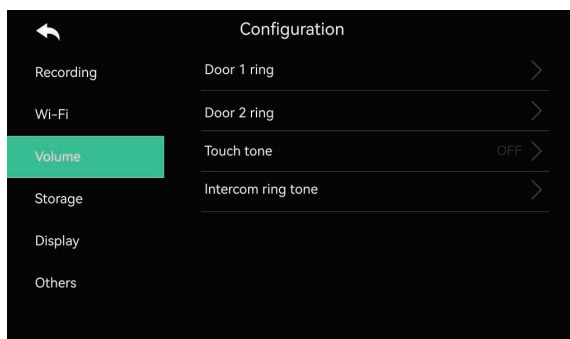 Configuration
Recording
Wi-Fi
Volume
Storage
Display
Others
Door 1 ring
Door 2 ring
Touch tone OFF
Intercom ring tone